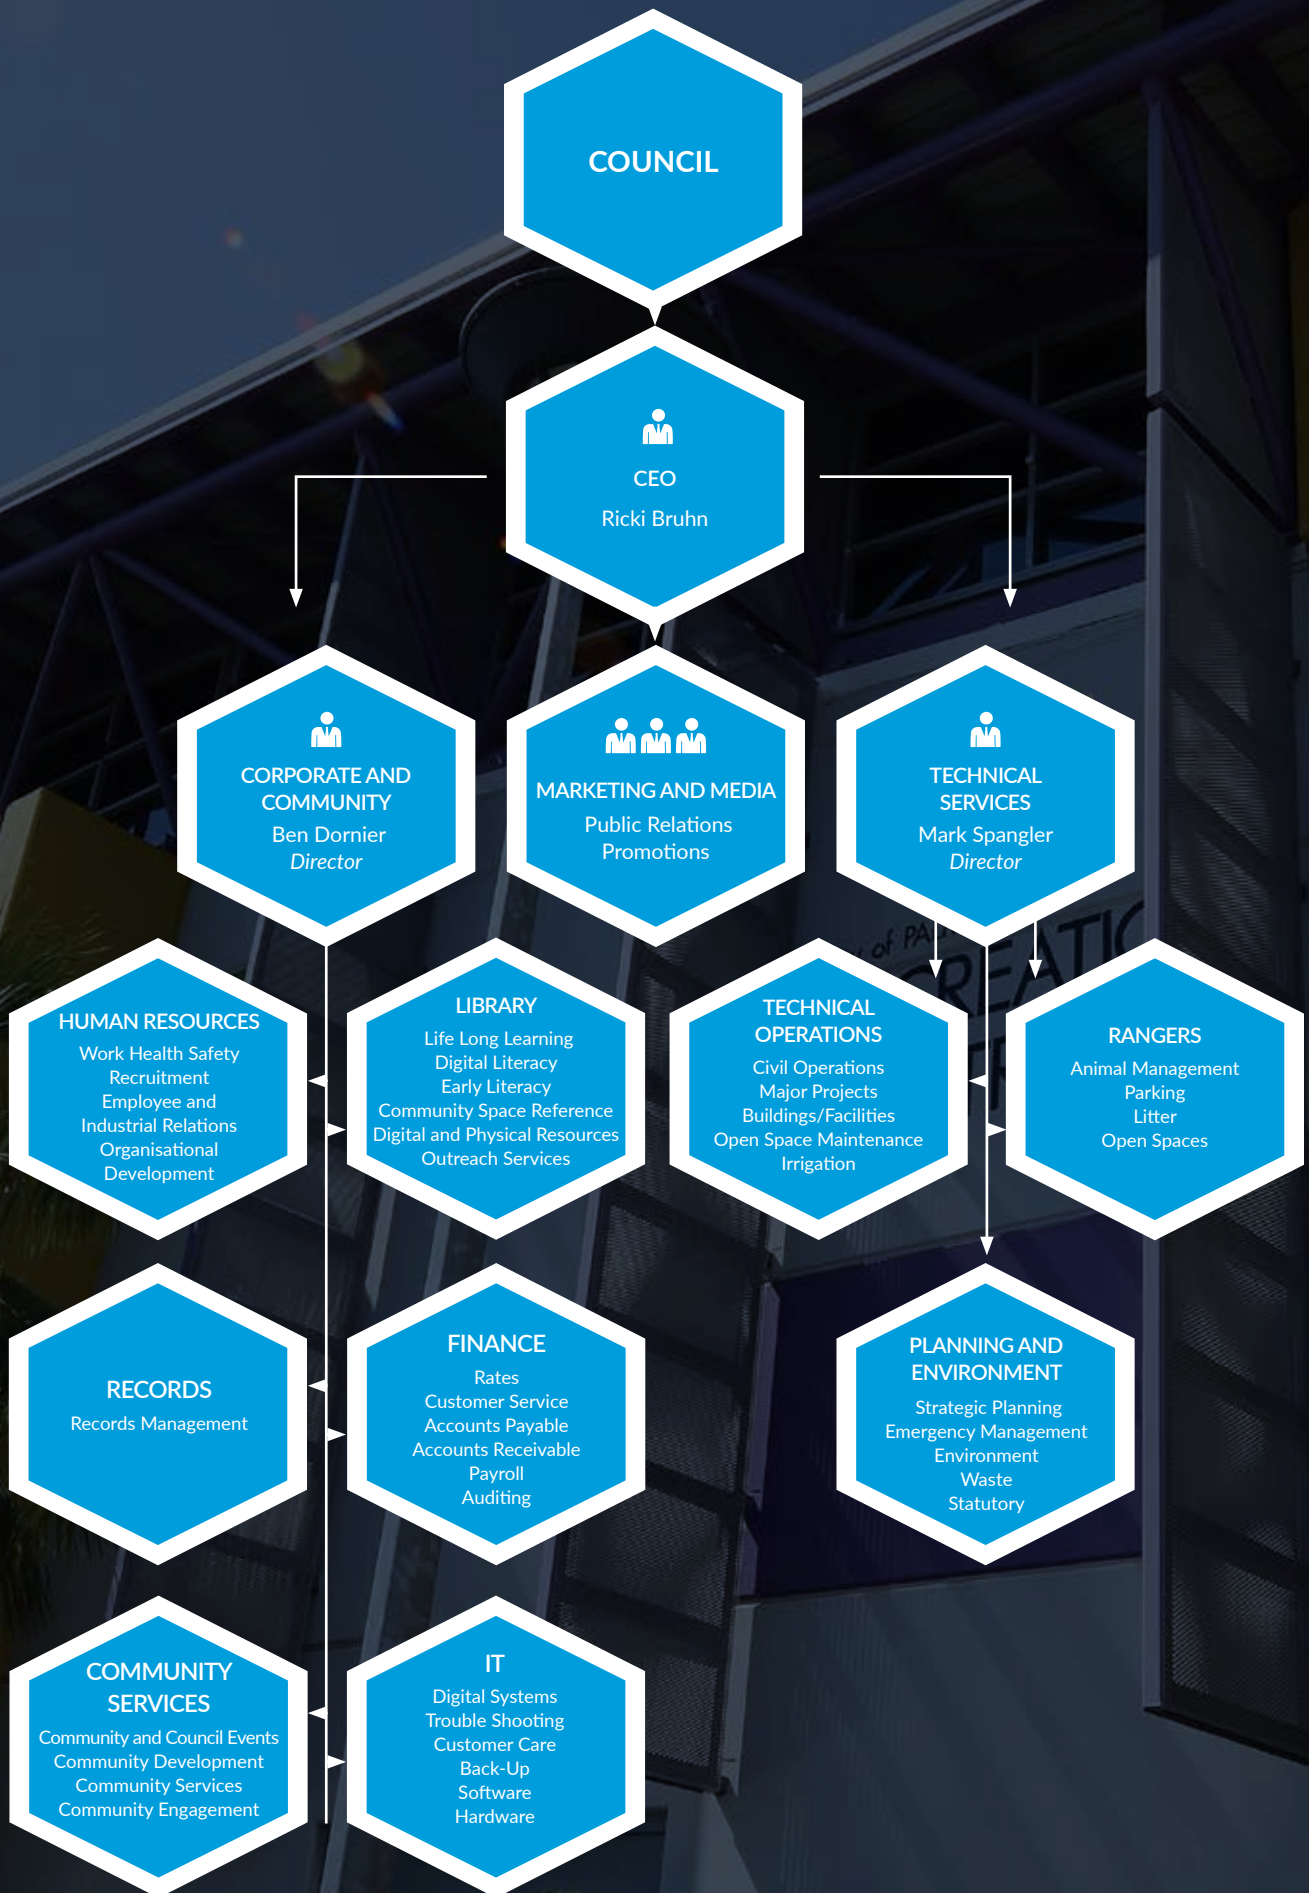 COUNCIL
CEO
Ricki Bruhn
CORPORATE AND
COMMUNITY
Ben Dornier
Director
MARKETING AND MEDIA
Public Relations
Promotions
TECHNICAL
SERVICES
Mark Spangler
Director
HUMAN RESOURCES
Work Health Safety
Recruitment
Employee and
Industrial Relations
Organisational
Development
LIBRARY
Life Long Learning
Digital Literacy
Early Literacy
Community Space Reference
Digital and Physical Resources
Outreach Services
TECHNICAL
OPERATIONS
Civil Operations
Major Projects
Buildings/Facilities
Open Space Maintenance
Irrigation
RANGERS
Animal Management
Parking
Litter
Open Spaces
RECORDS
Records Management
FINANCE
Rates
Customer Service
Accounts Payable
Accounts Receivable
Payroll
Auditing
PLANNING AND
ENVIRONMENT
Strategic Planning
Emergency Management
Environment
Waste
Statutory
COMMUNITY
SERVICES
Community and Council Events
Community Development
Community Services
Community Engagement
IT
Digital Systems
Trouble Shooting
Customer Care
Back-Up
Software
Hardware